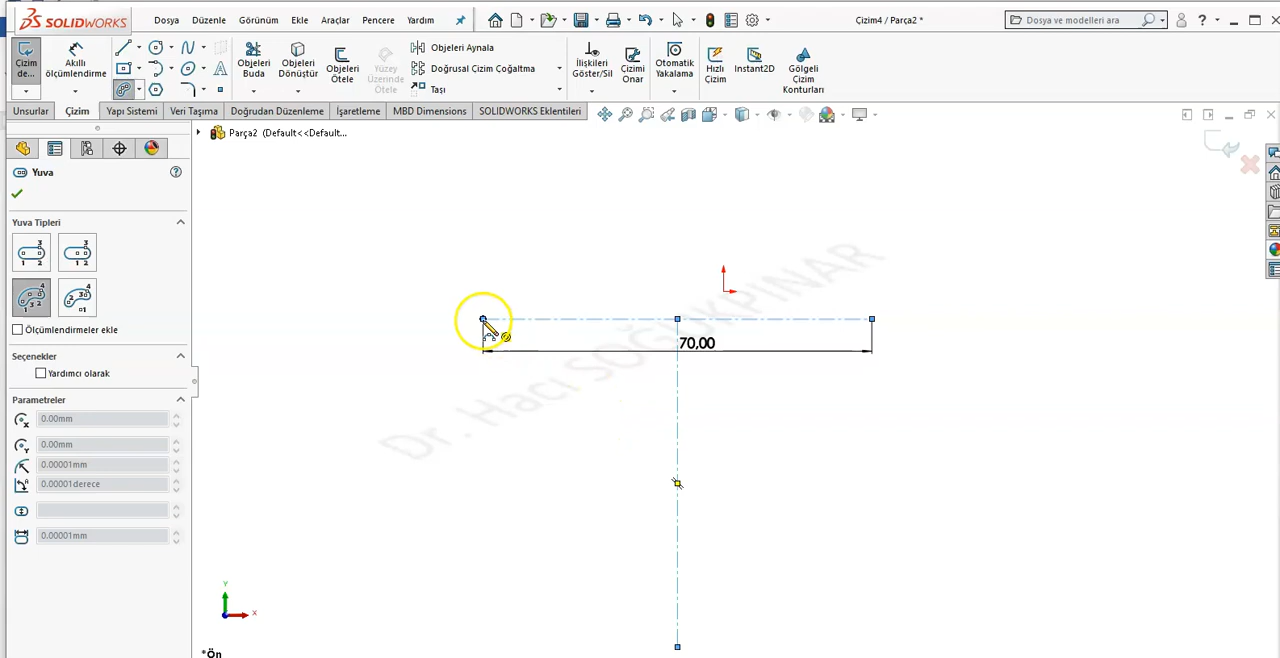 SOLIDWORKS
Dosya Düzenle Görünüm Ekle Araçlar Pencere Yardım
Çizim4 / Parça2 *
Dosya ve modelleri ara
Çizim
de...
Akıllı
ölçümlendirme
Objeleri
Buda
Objeleri
Dönüştür
Objeleri
Ötele
Yüzey
Üzerinde
Ötele
Objeleri Aynala
Doğrusal Çizim Çoğaltma
Taşı
İlişkileri
Göster/Sil
Çizimi
Onar
Otomatik
Yakalama
Hızlı
Çizim
Instant2D
Gölgeli
Çizim
Konturları
Unsurlar Çizim Yapı Sistemi Veri Taşıma Doğrudan Düzenleme İşaretleme MBD Dimensions SOLIDWORKS Eklentileri
Parça2 (Default<<Default...
Yuva
Yuva Tipleri
Ölçümlendirmeler ekle
Seçenekler
Yardımcı olarak
Parametreler
0.00mm
0.00mm
0.00001mm
0.00001derece
0.00001mm
70,00
Dr. Hacı SOĞUKPINAR
Y
X
*Ön